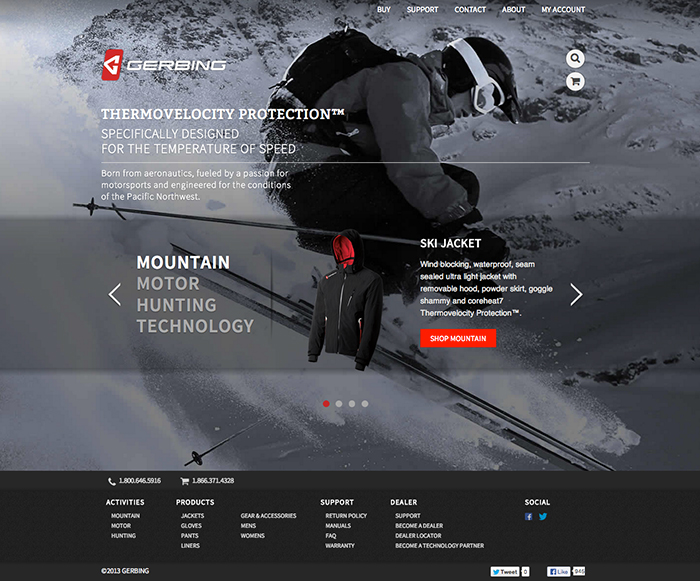 BUY SUPPORT CONTACT ABOUT MY ACCOUNT
GERBING
THERMOVELOCITY PROTECTION™
SPECIFICALLY DESIGNED
FOR THE TEMPERATURE OF SPEED
Born from aeronautics, fueled by a passion for
motorsports and engineered for the conditions
of the Pacific Northwest.
MOUNTAIN
MOTOR
HUNTING
TECHNOLOGY
SKI JACKET
Wind blocking, waterproof, seam
sealed ultra light jacket with
removable hood, powder skirt, goggle
shammy and coreheat7
Thermovelocity Protection™.
SHOP MOUNTAIN
1.800.646.5916 1.866.371.4328
ACTIVITIES
MOUNTAIN
MOTOR
HUNTING
PRODUCTS
JACKETS
GLOVES
PANTS
LINERS
GEAR & ACCESSORIES
MENS
WOMENS
SUPPORT
RETURN POLICY
MANUALS
FAQ
WARRANTY
DEALER
SUPPORT
BECOME A DEALER
DEALER LOCATOR
BECOME A TECHNOLOGY PARTNER
SOCIAL
©2013 GERBING
Tweet 0
Like 945